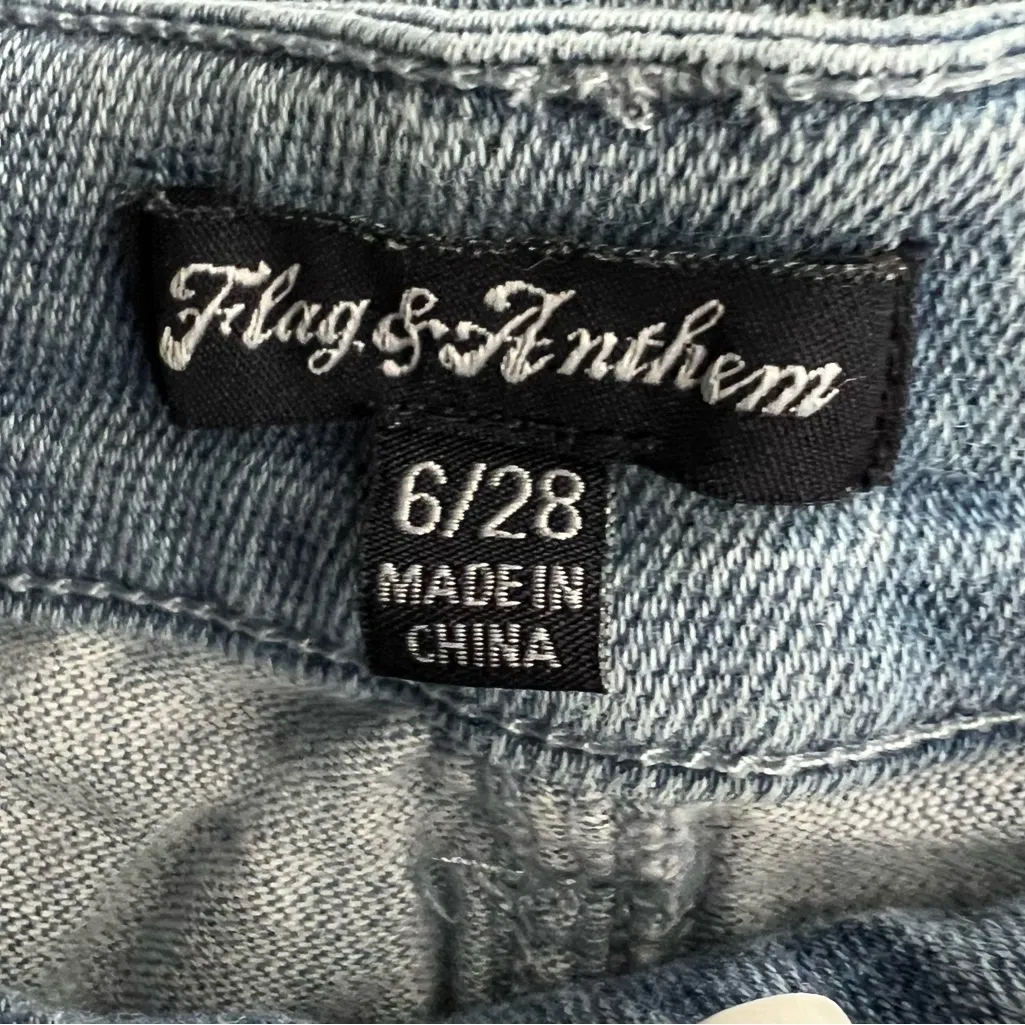 Flag & Anthem
6/28
MADE IN
CHINA